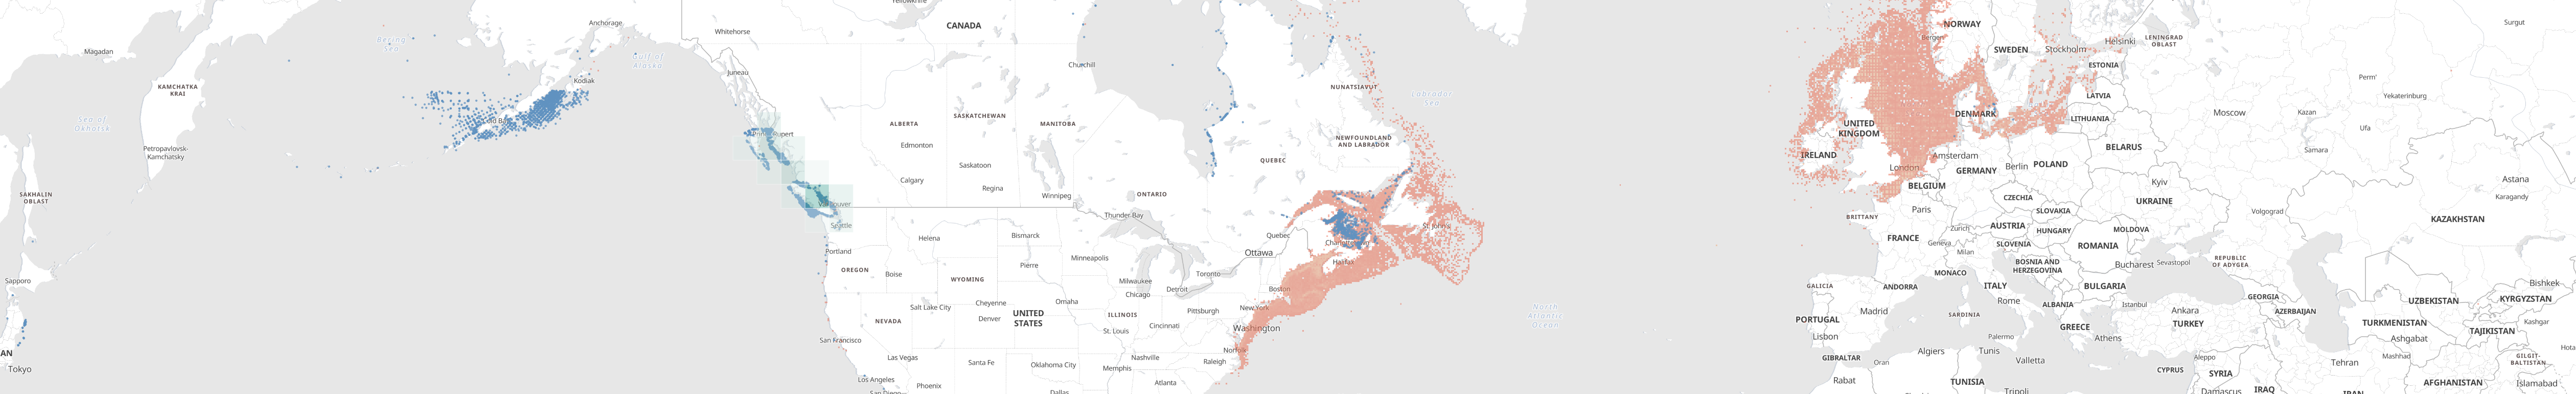 Yellowknife
Anchorage
CANADA
Whitehorse
Bering
Sea
Magadan
Gulf of
Alaska
Juneau
Churchill
Kodiak
KAMCHATKA
KRAI
NUNATSIAVUT
Labrador
Sea
Sea of
Okhotsk
ALBERTA
SASKATCHEWAN
MANITOBA
Prince Rupert
NEWFOUNDLAND
AND LABRADOR
Edmonton
Petropavlovsk-
Kamchatsky
QUEBEC
Saskatoon
Calgary
Regina
Winnipeg
ONTARIO
SAKHALIN
OBLAST
Vancouver
Thunder Bay
Seattle
St. John's
Quebec
Charlottetown
Helena
Bismarck
Portland
Ottawa
Halifax
Minneapolis
Pierre
OREGON
Boise
Toronto
WYOMING
Milwaukee
Detroit
Boston
Sapporo
Chicago
Salt Lake City
Cheyenne
Omaha
New York
Pittsburgh
North
Atlantic
Ocean
UNITED
STATES
Denver
ILLINOIS
NEVADA
St. Louis
Cincinnati
Washington
San Francisco
Norfolk
AN
Las Vegas
Santa Fe
Nashville
Raleigh
Oklahoma City
Memphis
Tokyo
Los Angeles
Phoenix
Atlanta
San Diego
Dallas
NORWAY
Surgut
Bergen
Helsinki
LENINGRAD
OBLAST
SWEDEN
Stockholm
ESTONIA
Perm'
LATVIA
Yekaterinburg
DENMARK
Moscow
Kazan
LITHUANIA
UNITED
KINGDOM
Ufa
BELARUS
Samara
IRELAND
Amsterdam
London
Berlin
POLAND
GERMANY
Astana
BELGIUM
Kyiv
CZECHIA
Karagandy
UKRAINE
Paris
SLOVAKIA
Volgograd
BRITTANY
KAZAKHSTAN
AUSTRIA
Zurich
HUNGARY
MOLDOVA
FRANCE
Geneva
SLOVENIA
ROMANIA
Milan
BOSNIA AND
HERZEGOVINA
Bucharest
Sevastopol
REPUBLIC
OF ADYGEA
MONACO
GALICIA
ANDORRA
ITALY
BULGARIA
Bishkek
Rome
ALBANIA
Istanbul
GEORGIA
UZBEKISTAN
KYRGYZSTAN
Madrid
SARDINIA
Ankara
AZERBAIJAN
PORTUGAL
GREECE
TURKEY
TURKMENISTAN
Kashgar
TAJIKISTAN
Lisbon
Palermo
Athens
Ashgabat
Algiers
Tunis
GIBRALTAR
Oran
Valletta
Aleppo
Mashhad
Tehran
GILGIT-
BALTISTAN
Hota
CYPRUS
SYRIA
Rabat
TUNISIA
AFGHANISTAN
Islamabad
Tripoli
Damascus
IRAQ
IRAN